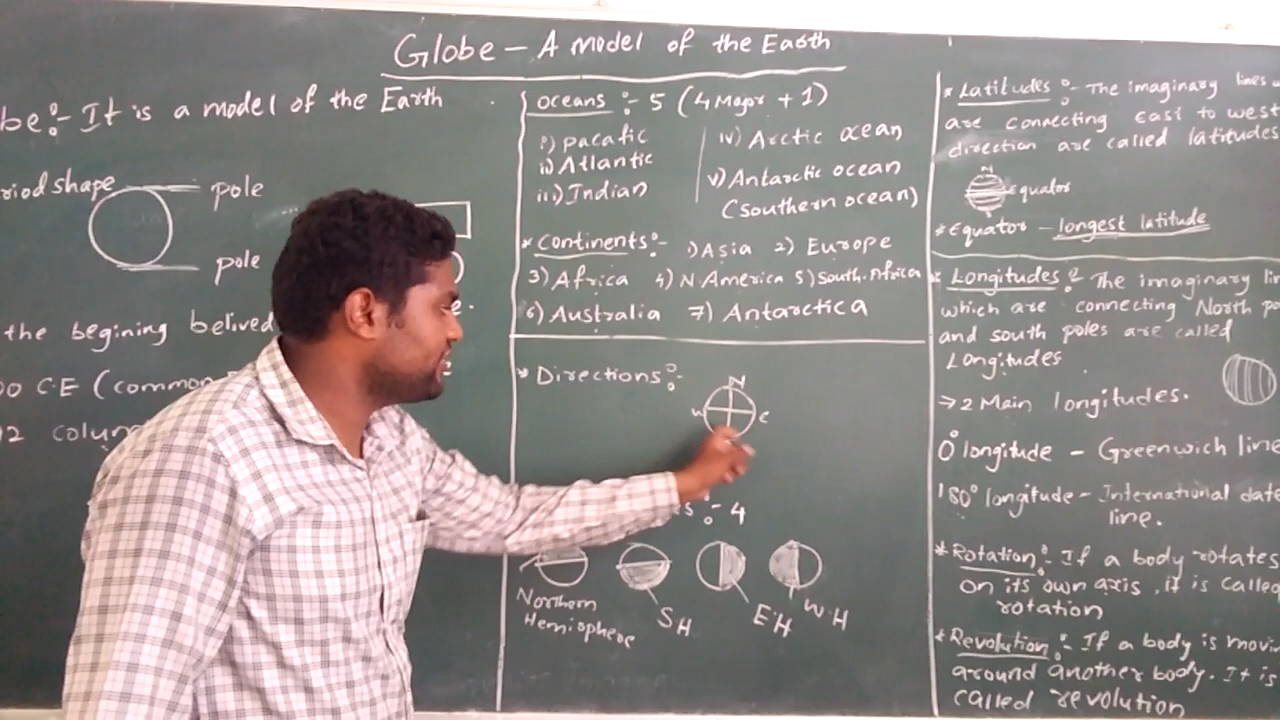 Globe - A model of the Earth
be :- It is a model of the Earth
riod shape
pole
pole
the begining belived
00 C.E (common
12 colum
oceans :- 5 (4 Major + 1)
i) pacafic
ii) Atlantic
iii) Indian
iv) Arctic ocean
v) Antarctic ocean
(Southern ocean)
* Continents :- 1) Asia 2) Europe
3) Africa 4) N.America 5) South.Africa
6) Australia 7) Antarctica
* Directions :-
N
W
E
s :- 4
Northern
Hemisphere
S.H
E.H
W.H
* Latitudes :- The imaginary lines
are connecting east to west
direction are called latitudes
N
Equator
* Equator - longest latitude
* Longitudes : The imaginary li
which are connecting North p
and south poles are called
Longitudes
→ 2 Main longitudes.
0° longitude - Greenwich line
180° longitude - International date
line.
* Rotation :- If a body rotates
on its own axis, it is called
rotation
* Revolution :- If a body is movi
around another body. It is
called revolution